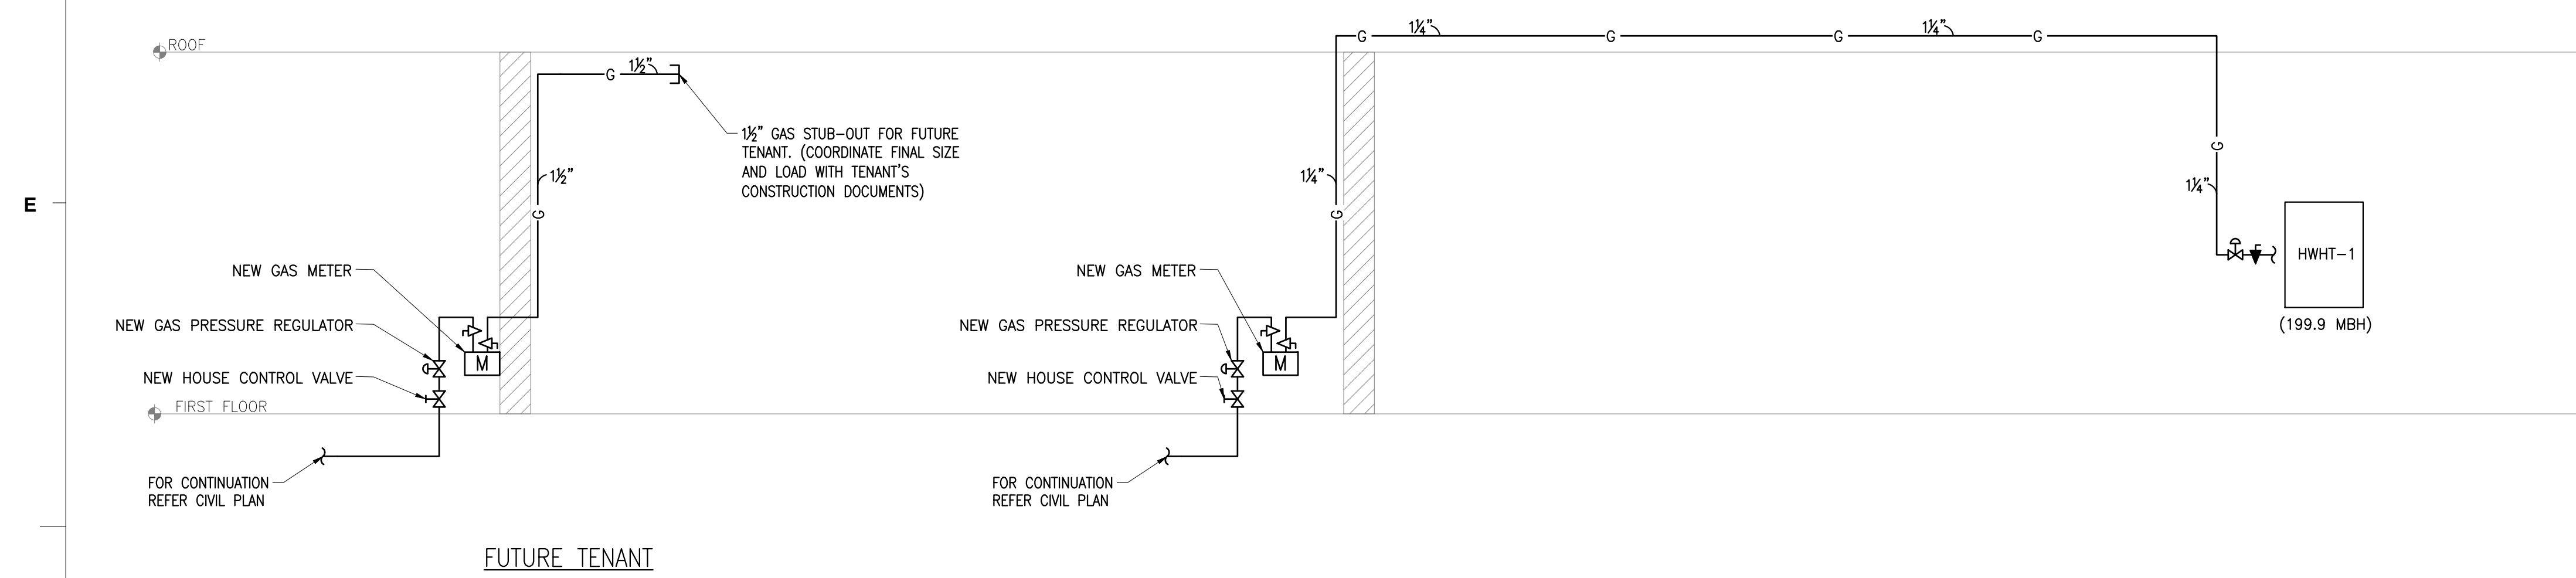 ROOF
G
1½"
1½" GAS STUB-OUT FOR FUTURE
TENANT. (COORDINATE FINAL SIZE
AND LOAD WITH TENANT'S
CONSTRUCTION DOCUMENTS)
1½"
G
E
NEW GAS METER
NEW GAS PRESSURE REGULATOR
M
NEW HOUSE CONTROL VALVE
FIRST FLOOR
FOR CONTINUATION
REFER CIVIL PLAN
FUTURE TENANT
G
1¼"
G
G
1¼"
G
1¼"
G
G
1¼"
NEW GAS METER
NEW GAS PRESSURE REGULATOR
M
NEW HOUSE CONTROL VALVE
FOR CONTINUATION
REFER CIVIL PLAN
HWHT-1
(199.9 MBH)